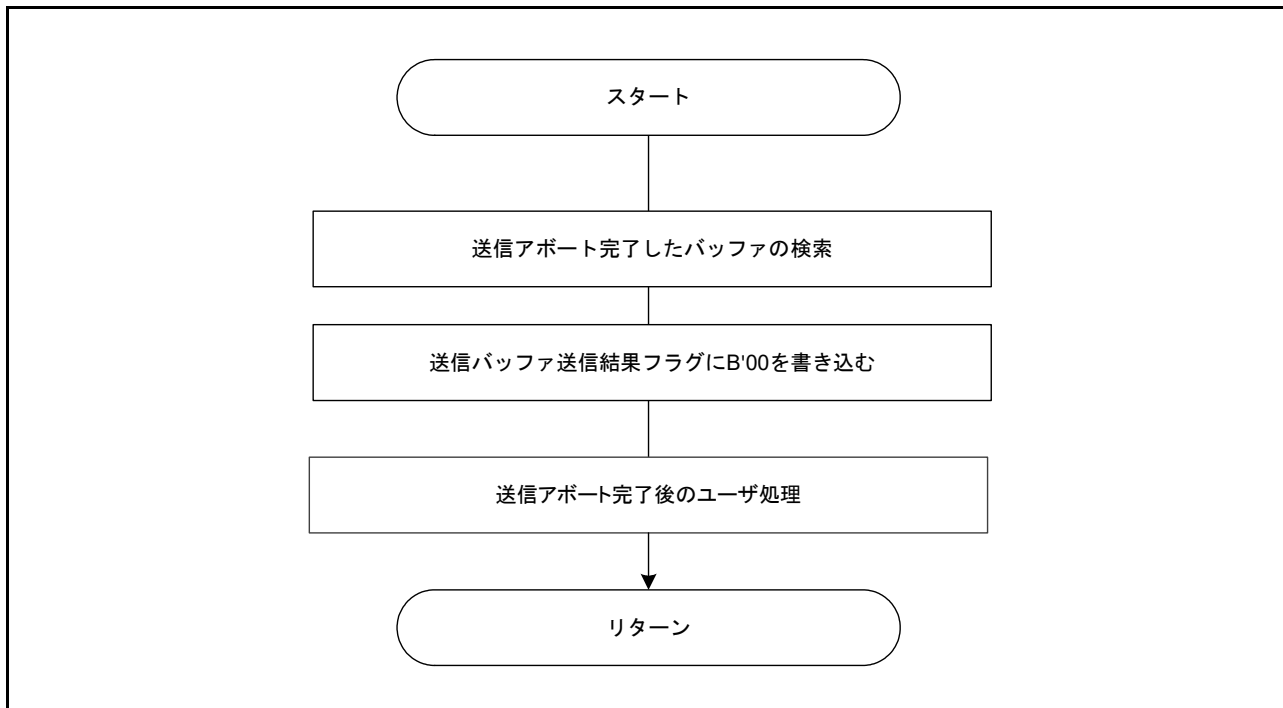 スタート
送信アボート完了したバッファの検索
送信バッファ送信結果フラグにB'00を書き込む
送信アボート完了後のユーザ処理
リターン